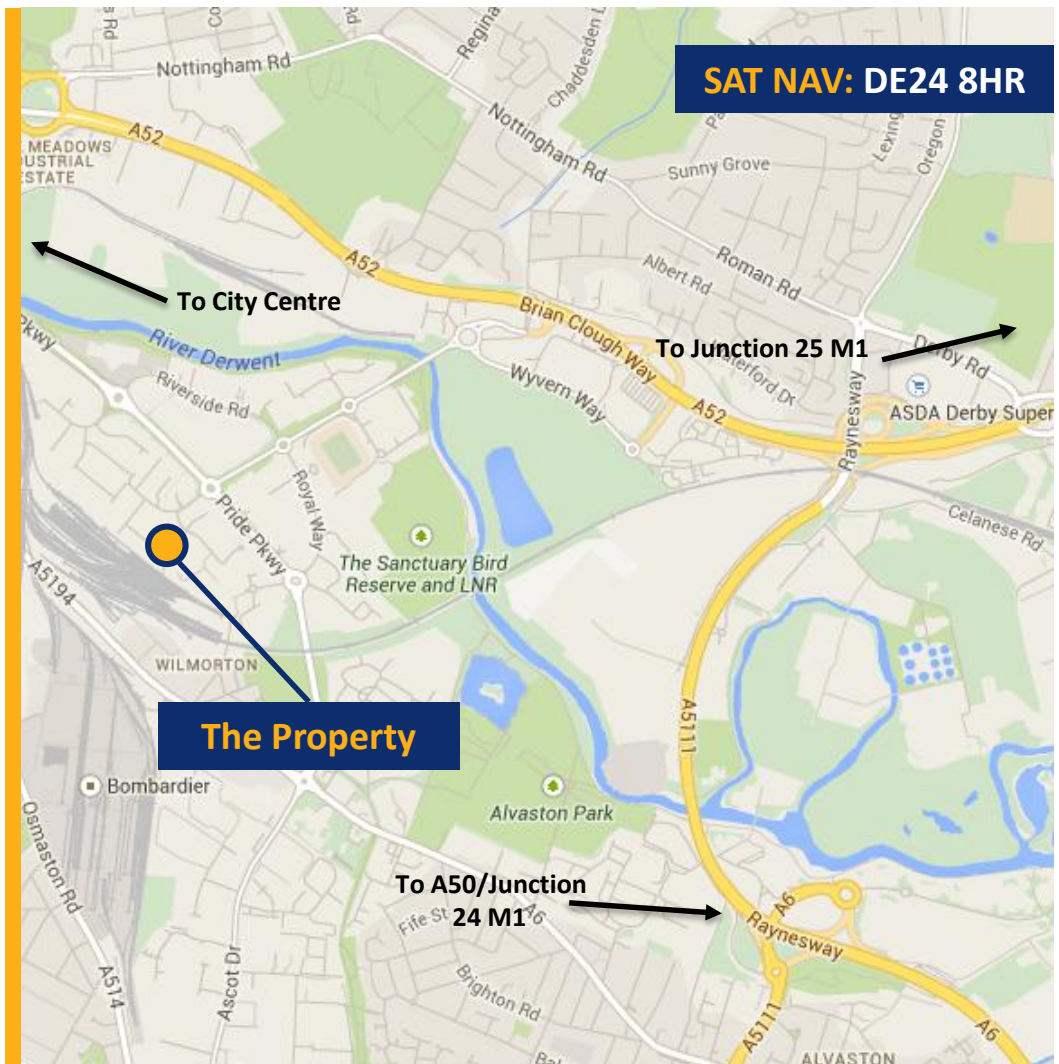 Nottingham Rd
SAT NAV: DE24 8HR
Nottingham Rd
A52
MEADOWS
ESTATE
Sunny Grove
A52
Albert Rd
Roman Rd
To City Centre
River Derwent
Brian Clough Way
To Junction 25 M1
Derby Rd
Pkwy
Riverside Rd
Wyvern Way
A52
Raynesway
ASDA Derby Super
Royal Way
Pride Pkwy
Celanese Rd
The Sanctuary Bird
Reserve and LNR
A5194
WILMORTON
A5111
The Property
Bombardier
Alvaston Park
Osmaston Rd
To A50/Junction
24 M1
Fife St
A6
A6
Raynesway
Ascot Dr
A514
Brighton Rd
A5111
A6
ALVASTON